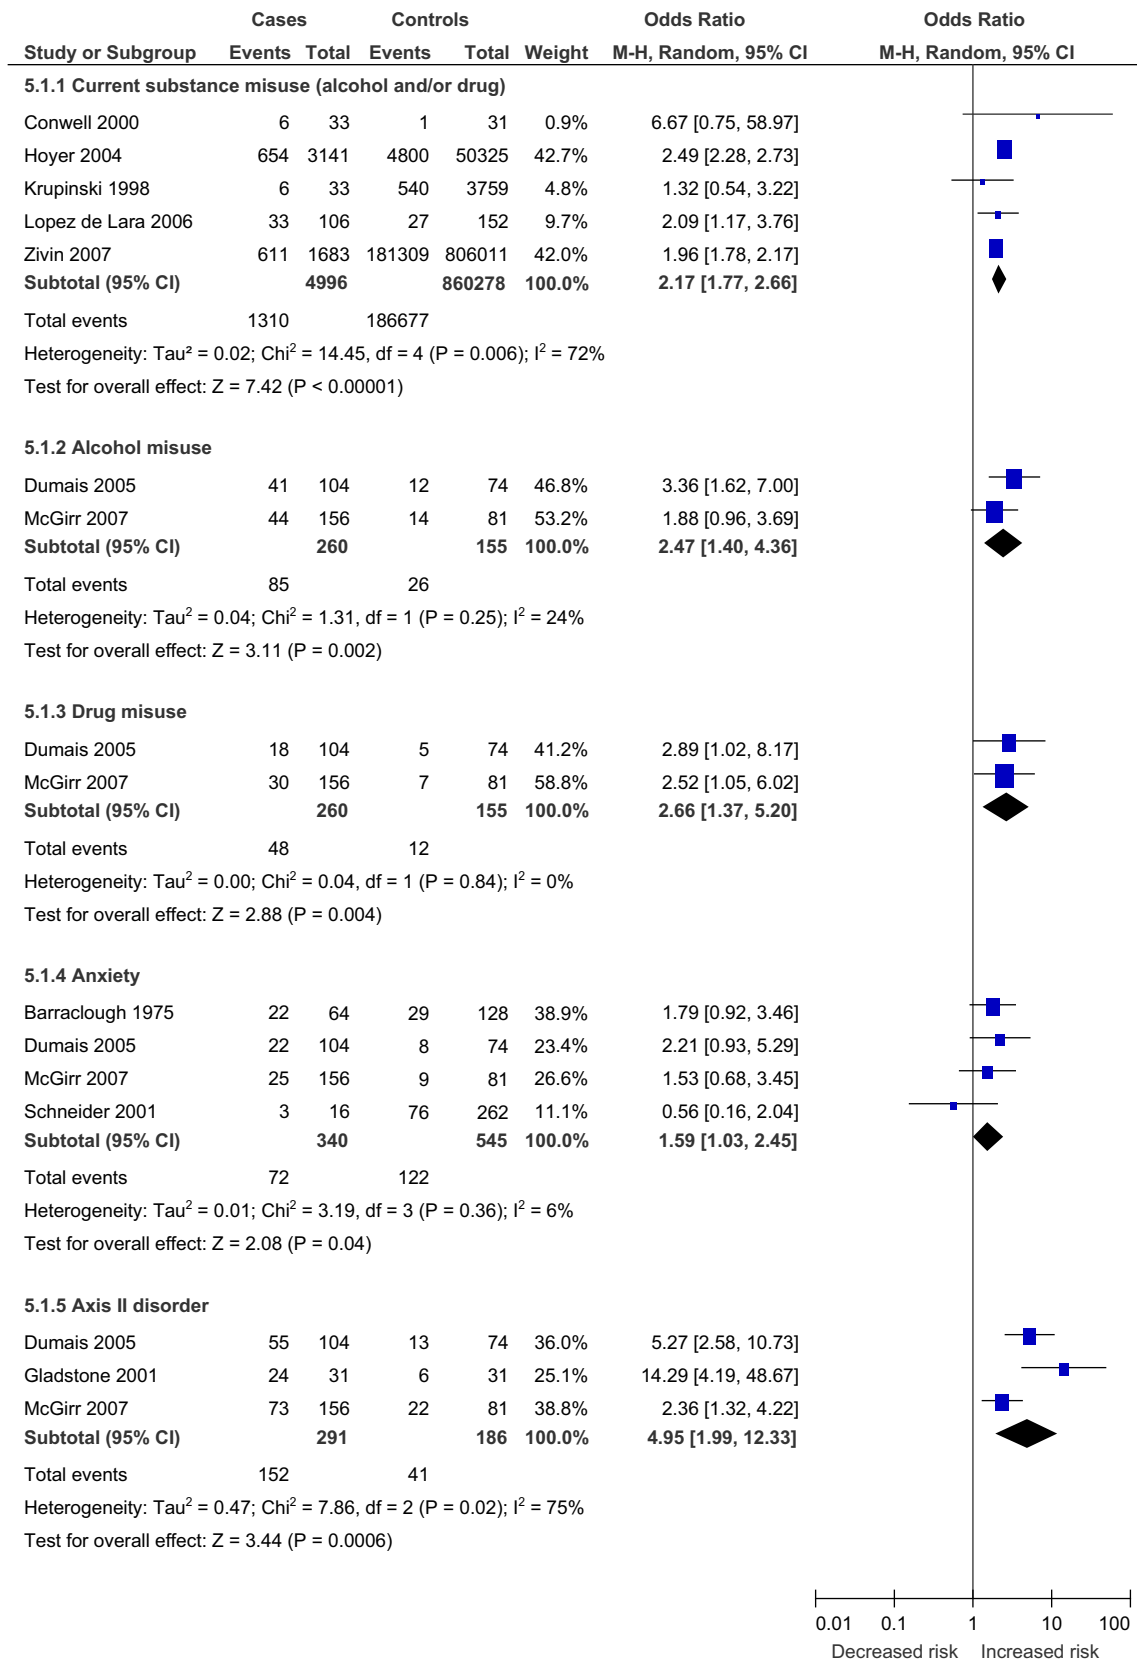 Cases Controls Odds Ratio Odds Ratio
Study or Subgroup Events Total Events Total Weight M-H, Random, 95% CI M-H, Random, 95% CI
5.1.1 Current substance misuse (alcohol and/or drug)
Conwell 2000 6 33 1 31 0.9% 6.67 [0.75, 58.97]
Hoyer 2004 654 3141 4800 50325 42.7% 2.49 [2.28, 2.73]
Krupinski 1998 6 33 540 3759 4.8% 1.32 [0.54, 3.22]
Lopez de Lara 2006 33 106 27 152 9.7% 2.09 [1.17, 3.76]
Zivin 2007 611 1683 181309 806011 42.0% 1.96 [1.78, 2.17]
Subtotal (95% CI) 4996 860278 100.0% 2.17 [1.77, 2.66]
Total events 1310 186677
Heterogeneity: Tau² = 0.02; Chi² = 14.45, df = 4 (P = 0.006); I² = 72%
Test for overall effect: Z = 7.42 (P < 0.00001)
5.1.2 Alcohol misuse
Dumais 2005 41 104 12 74 46.8% 3.36 [1.62, 7.00]
McGirr 2007 44 156 14 81 53.2% 1.88 [0.96, 3.69]
Subtotal (95% CI) 260 155 100.0% 2.47 [1.40, 4.36]
Total events 85 26
Heterogeneity: Tau² = 0.04; Chi² = 1.31, df = 1 (P = 0.25); I² = 24%
Test for overall effect: Z = 3.11 (P = 0.002)
5.1.3 Drug misuse
Dumais 2005 18 104 5 74 41.2% 2.89 [1.02, 8.17]
McGirr 2007 30 156 7 81 58.8% 2.52 [1.05, 6.02]
Subtotal (95% CI) 260 155 100.0% 2.66 [1.37, 5.20]
Total events 48 12
Heterogeneity: Tau² = 0.00; Chi² = 0.04, df = 1 (P = 0.84); I² = 0%
Test for overall effect: Z = 2.88 (P = 0.004)
5.1.4 Anxiety
Barraclough 1975 22 64 29 128 38.9% 1.79 [0.92, 3.46]
Dumais 2005 22 104 8 74 23.4% 2.21 [0.93, 5.29]
McGirr 2007 25 156 9 81 26.6% 1.53 [0.68, 3.45]
Schneider 2001 3 16 76 262 11.1% 0.56 [0.16, 2.04]
Subtotal (95% CI) 340 545 100.0% 1.59 [1.03, 2.45]
Total events 72 122
Heterogeneity: Tau² = 0.01; Chi² = 3.19, df = 3 (P = 0.36); I² = 6%
Test for overall effect: Z = 2.08 (P = 0.04)
5.1.5 Axis II disorder
Dumais 2005 55 104 13 74 36.0% 5.27 [2.58, 10.73]
Gladstone 2001 24 31 6 31 25.1% 14.29 [4.19, 48.67]
McGirr 2007 73 156 22 81 38.8% 2.36 [1.32, 4.22]
Subtotal (95% CI) 291 186 100.0% 4.95 [1.99, 12.33]
Total events 152 41
Heterogeneity: Tau² = 0.47; Chi² = 7.86, df = 2 (P = 0.02); I² = 75%
Test for overall effect: Z = 3.44 (P = 0.0006)
0.01 0.1 1 10 100
Decreased risk Increased risk